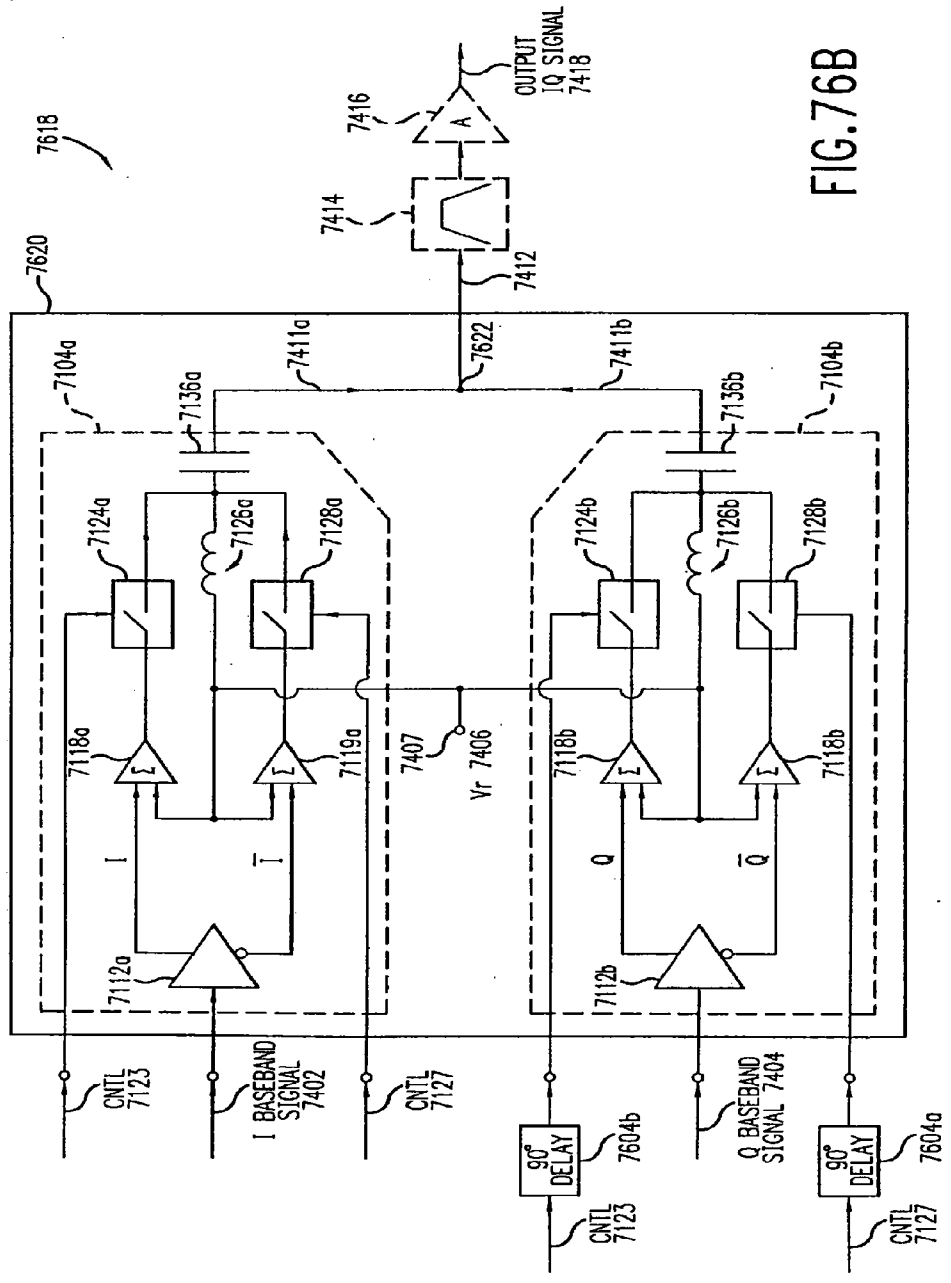 7618
7620
7104a
7136a
7124a
7411a
7414
7416
A
OUTPUT
IQ SIGNAL
7418
7412
7622
7126a
7128a
7118a
Σ
Σ
7119a
I
I̅
7112a
CNTL
7123
I BASEBAND
SIGNAL
7402
CNTL
7127
7407
Vr 7406
7411b
7104b
7136b
7124b
7126b
7128b
7118b
Σ
Σ
7118b
Q
Q̅
7112b
90°
DELAY
7604b
CNTL
7123
Q BASEBAND
SIGNAL 7404
90°
DELAY
7604a
CNTL
7127
FIG.76B